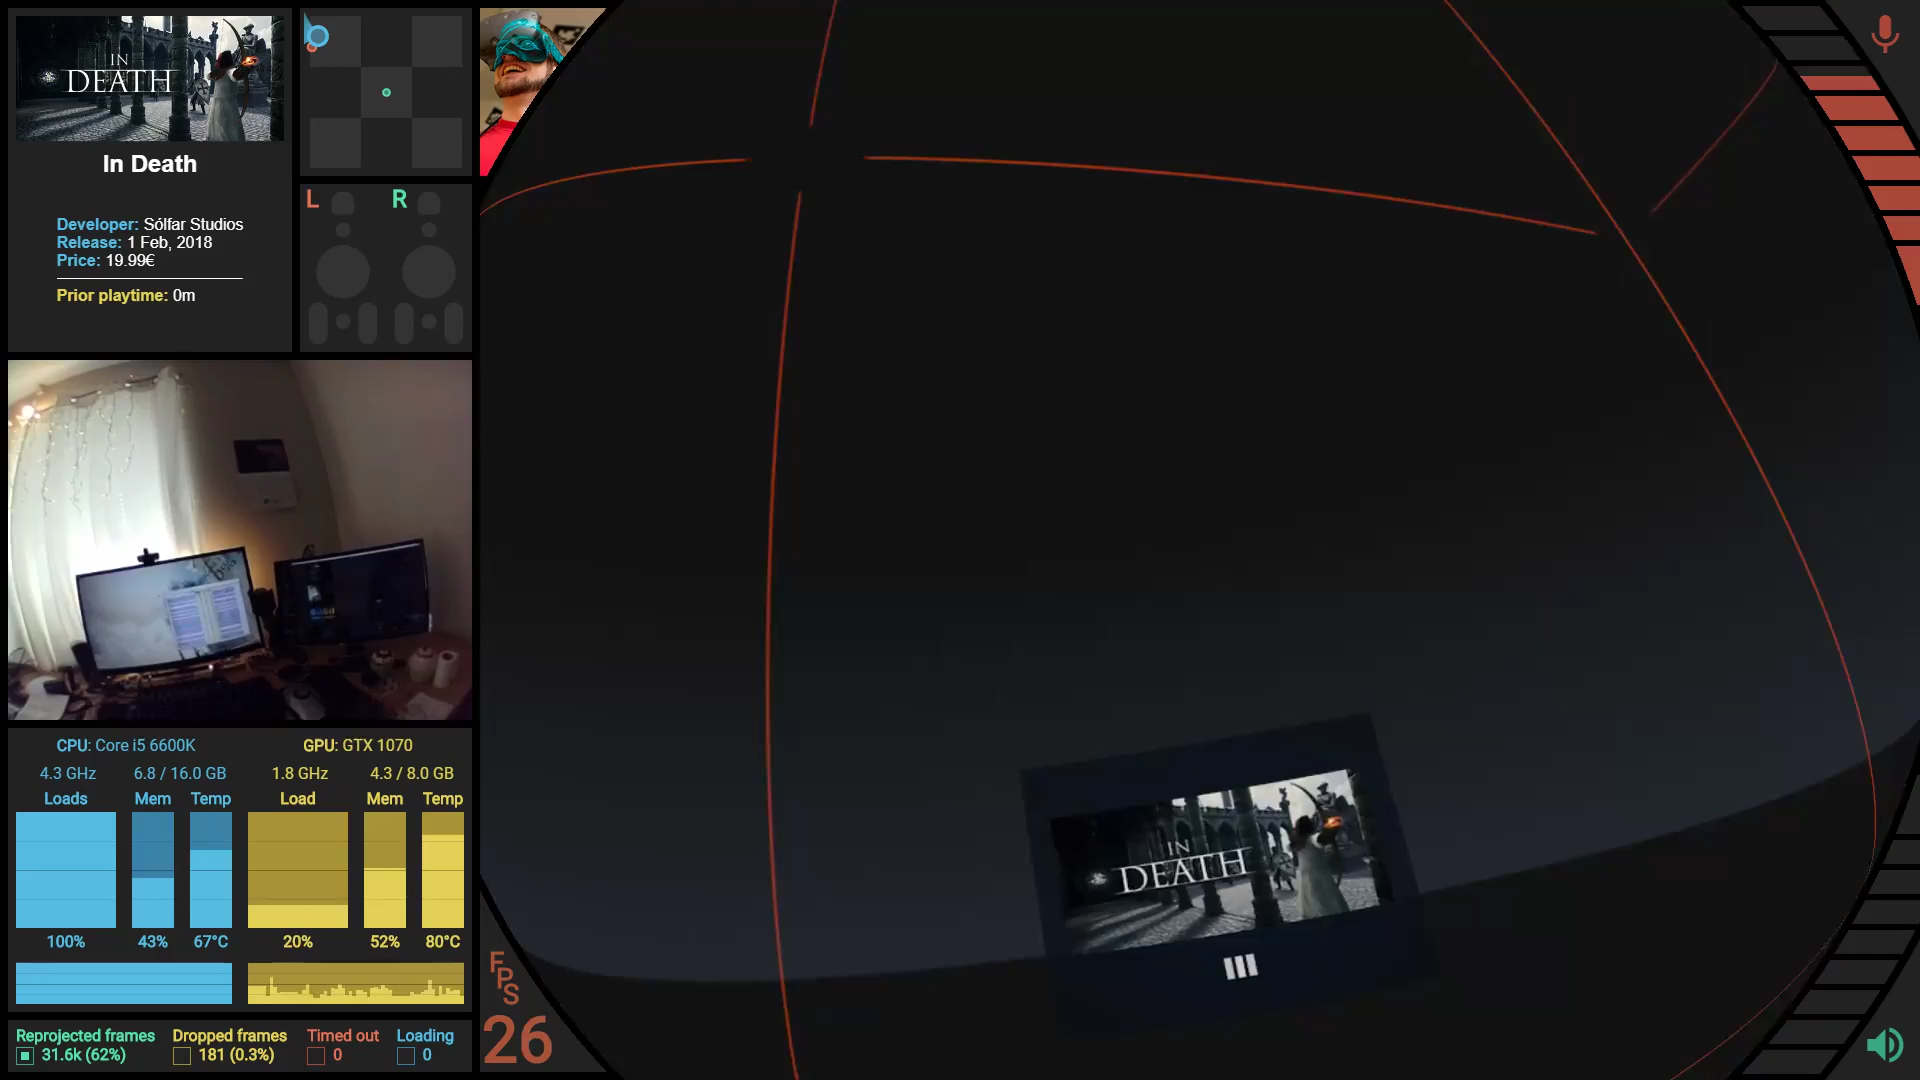 IN
DEATH
In Death
Developer: Sólfar Studios
Release: 1 Feb, 2018
Price: 19.99€
Prior playtime: 0m
L R
CPU: Core i5 6600K
4.3 GHz 6.8 / 16.0 GB
Loads Mem Temp
100% 43% 67°C
GPU: GTX 1070
1.8 GHz 4.3 / 8.0 GB
Load Mem Temp
20% 52% 80°C
Reprojected frames
31.6k (62%)
Dropped frames
181 (0.3%)
Timed out
0
Loading
0
FPS
26
IN
DEATH